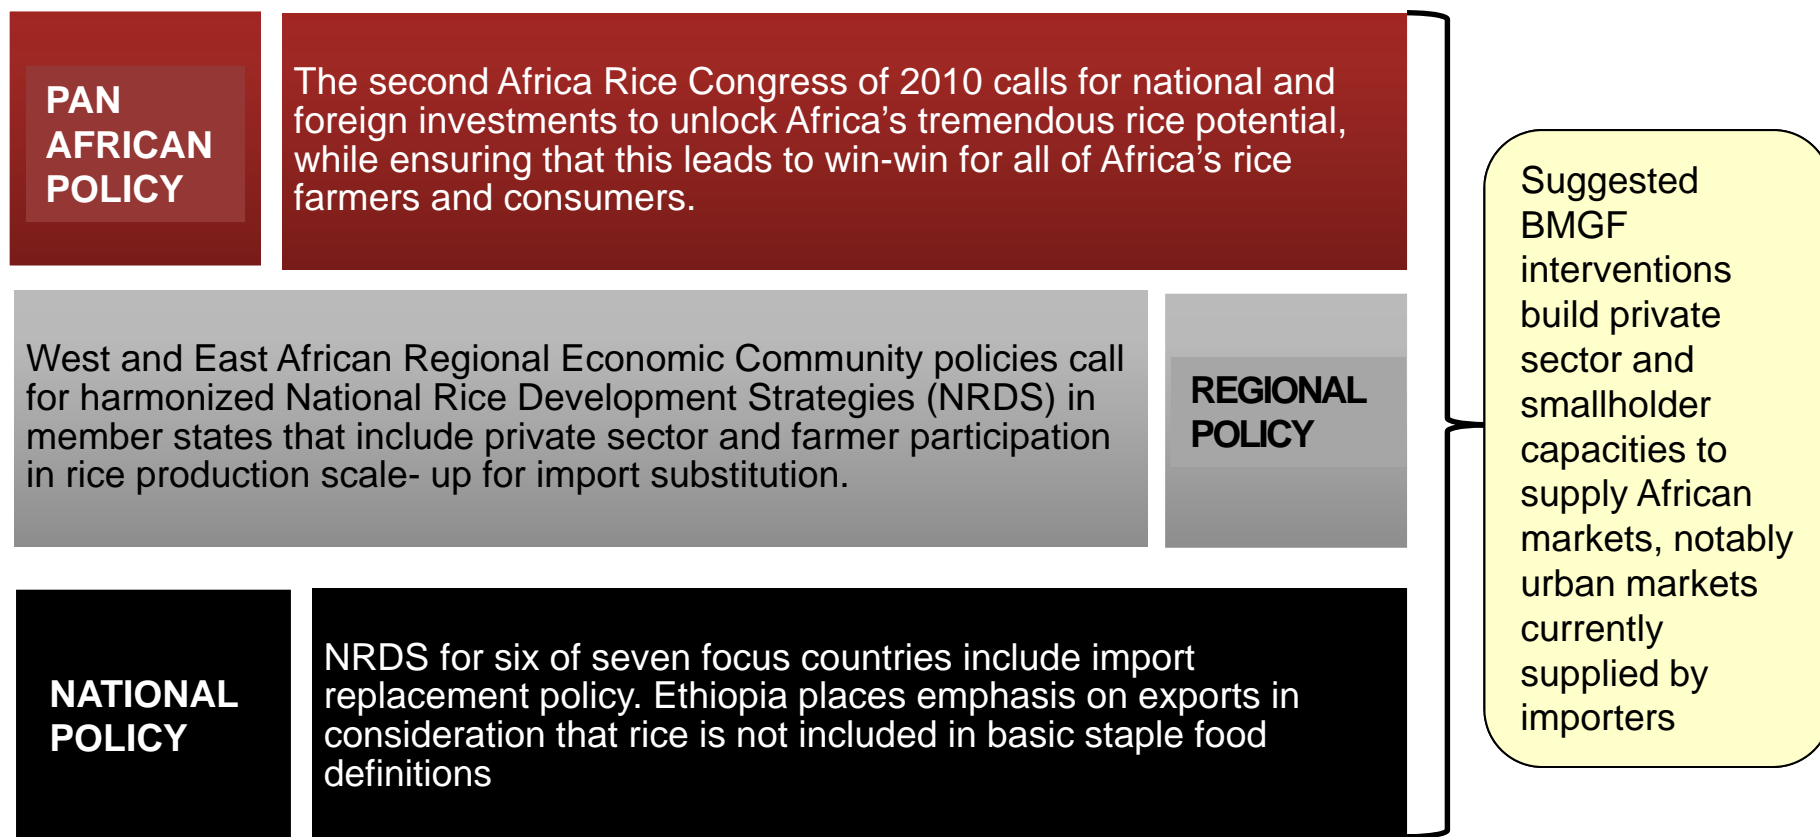 PAN
AFRICAN
POLICY
The second Africa Rice Congress of 2010 calls for national and
foreign investments to unlock Africa’s tremendous rice potential,
while ensuring that this leads to win-win for all of Africa’s rice
farmers and consumers.
West and East African Regional Economic Community policies call
for harmonized National Rice Development Strategies (NRDS) in
member states that include private sector and farmer participation
in rice production scale- up for import substitution.
REGIONAL
POLICY
NATIONAL
POLICY
NRDS for six of seven focus countries include import
replacement policy. Ethiopia places emphasis on exports in
consideration that rice is not included in basic staple food
definitions
Suggested
BMGF
interventions
build private
sector and
smallholder
capacities to
supply African
markets, notably
urban markets
currently
supplied by
importers